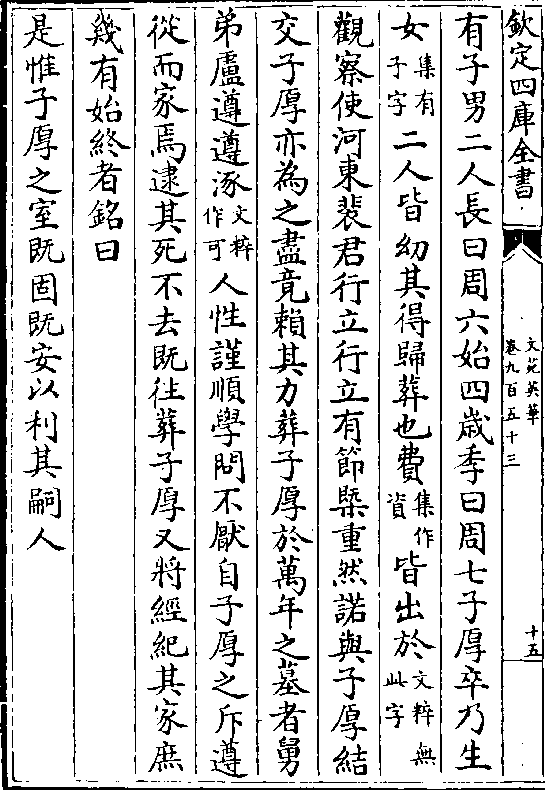 欽定四庫全書
文苑英華
卷九百五十三
十五
有子男二人長曰周六始四歲季曰周七子厚卒乃生
女集有子字二人皆幼其得歸葬也費集作資皆出於文粹無此字
觀察使河東裴君行立行立有節槩重然諾與子厚結
交子厚亦為之盡竟賴其力葬子厚於萬年之墓者舅
弟盧遵遵涿文粹作可人性謹順學問不厭自子厚之斥遵
從而家焉逮其死不去既往葬子厚又將經紀其家庶
幾有始終者銘曰
是惟子厚之室既固既安以利其嗣人